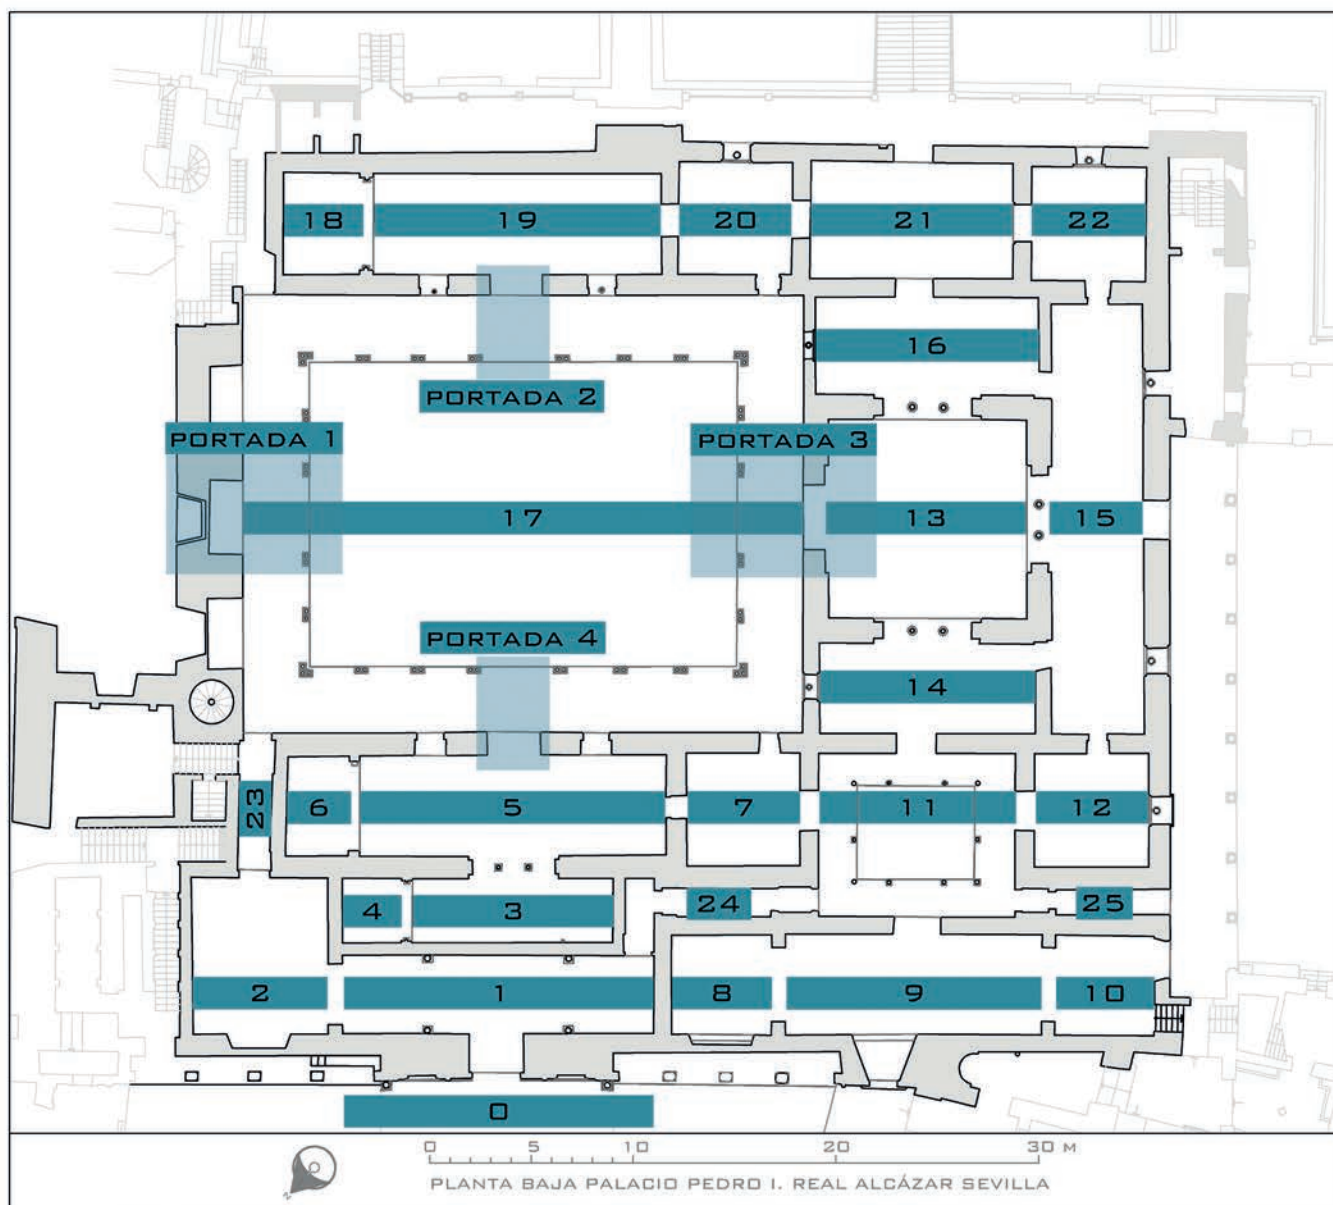 18 19 20 21 22
16
PORTADA 2
PORTADA 1 PORTADA 3
17 13 15
PORTADA 4
14
23 6 5 7 11 12
4 3 24 25
2 1 8 9 10
0
0 5 10 20 30 M
PLANTA BAJA PALACIO PEDRO I. REAL ALCÁZAR SEVILLA